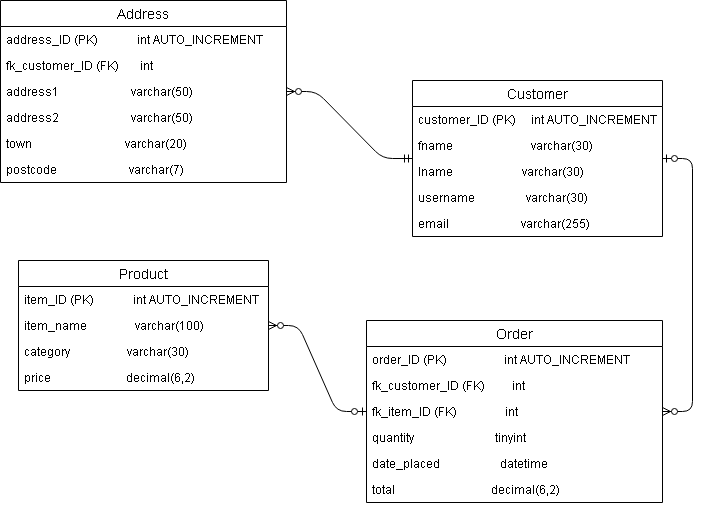 Address
address_ID (PK) int AUTO_INCREMENT
fk_customer_ID (FK) int
address1 varchar(50)
address2 varchar(50)
town varchar(20)
postcode varchar(7)
Customer
customer_ID (PK) int AUTO_INCREMENT
fname varchar(30)
lname varchar(30)
username varchar(30)
email varchar(255)
Product
item_ID (PK) int AUTO_INCREMENT
item_name varchar(100)
category varchar(30)
price decimal(6,2)
Order
order_ID (PK) int AUTO_INCREMENT
fk_customer_ID (FK) int
fk_item_ID (FK) int
quantity tinyint
date_placed datetime
total decimal(6,2)